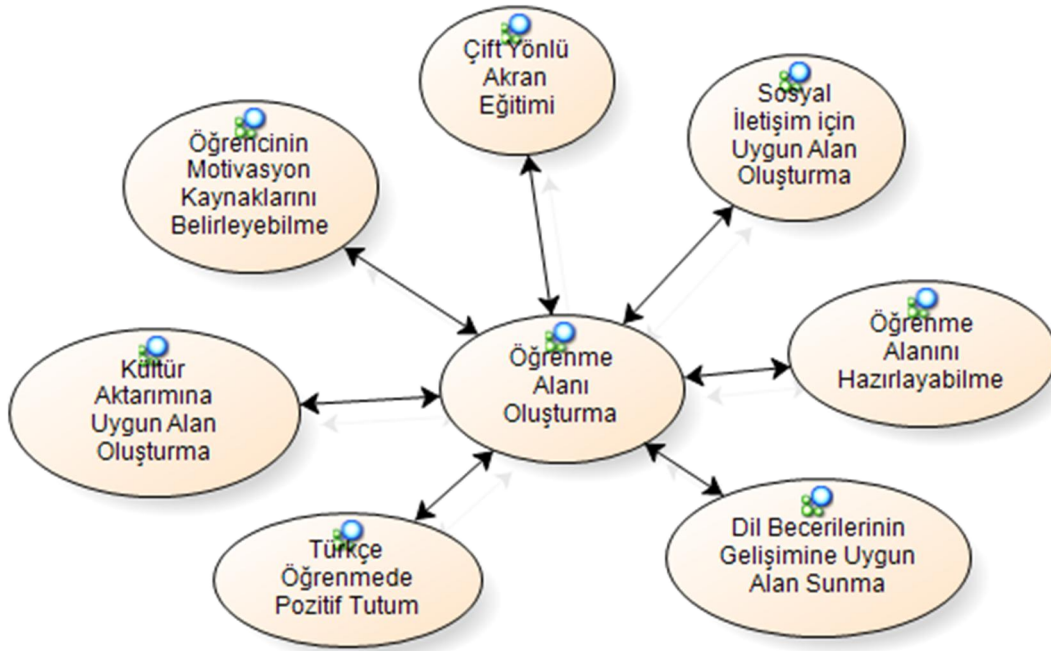 Çift Yönlü
Akran
Eğitimi
Sosyal
İletişim için
Uygun Alan
Oluşturma
Öğrencinin
Motivasyon
Kaynaklarını
Belirleyebilme
Öğrenme
Alanını
Hazırlayabilme
Öğrenme
Alanı
Oluşturma
Kültür
Aktarımına
Uygun Alan
Oluşturma
Dil Becerilerinin
Gelişimine Uygun
Alan Sunma
Türkçe
Öğrenmede
Pozitif Tutum